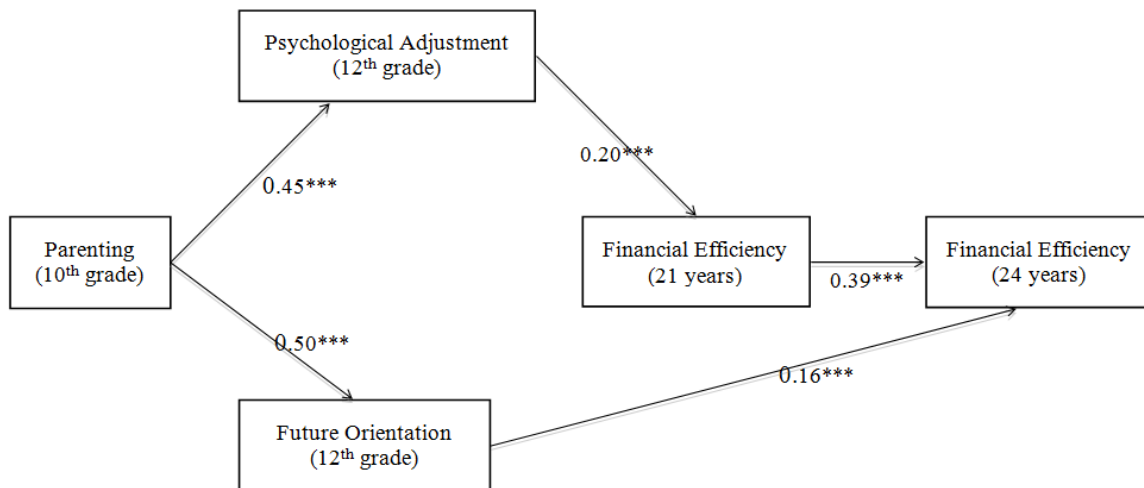 Psychological Adjustment
(12th grade)
0.20***
0.45***
Parenting
(10th grade)
Financial Efficiency
(21 years)
0.39***
Financial Efficiency
(24 years)
0.50***
0.16***
Future Orientation
(12th grade)